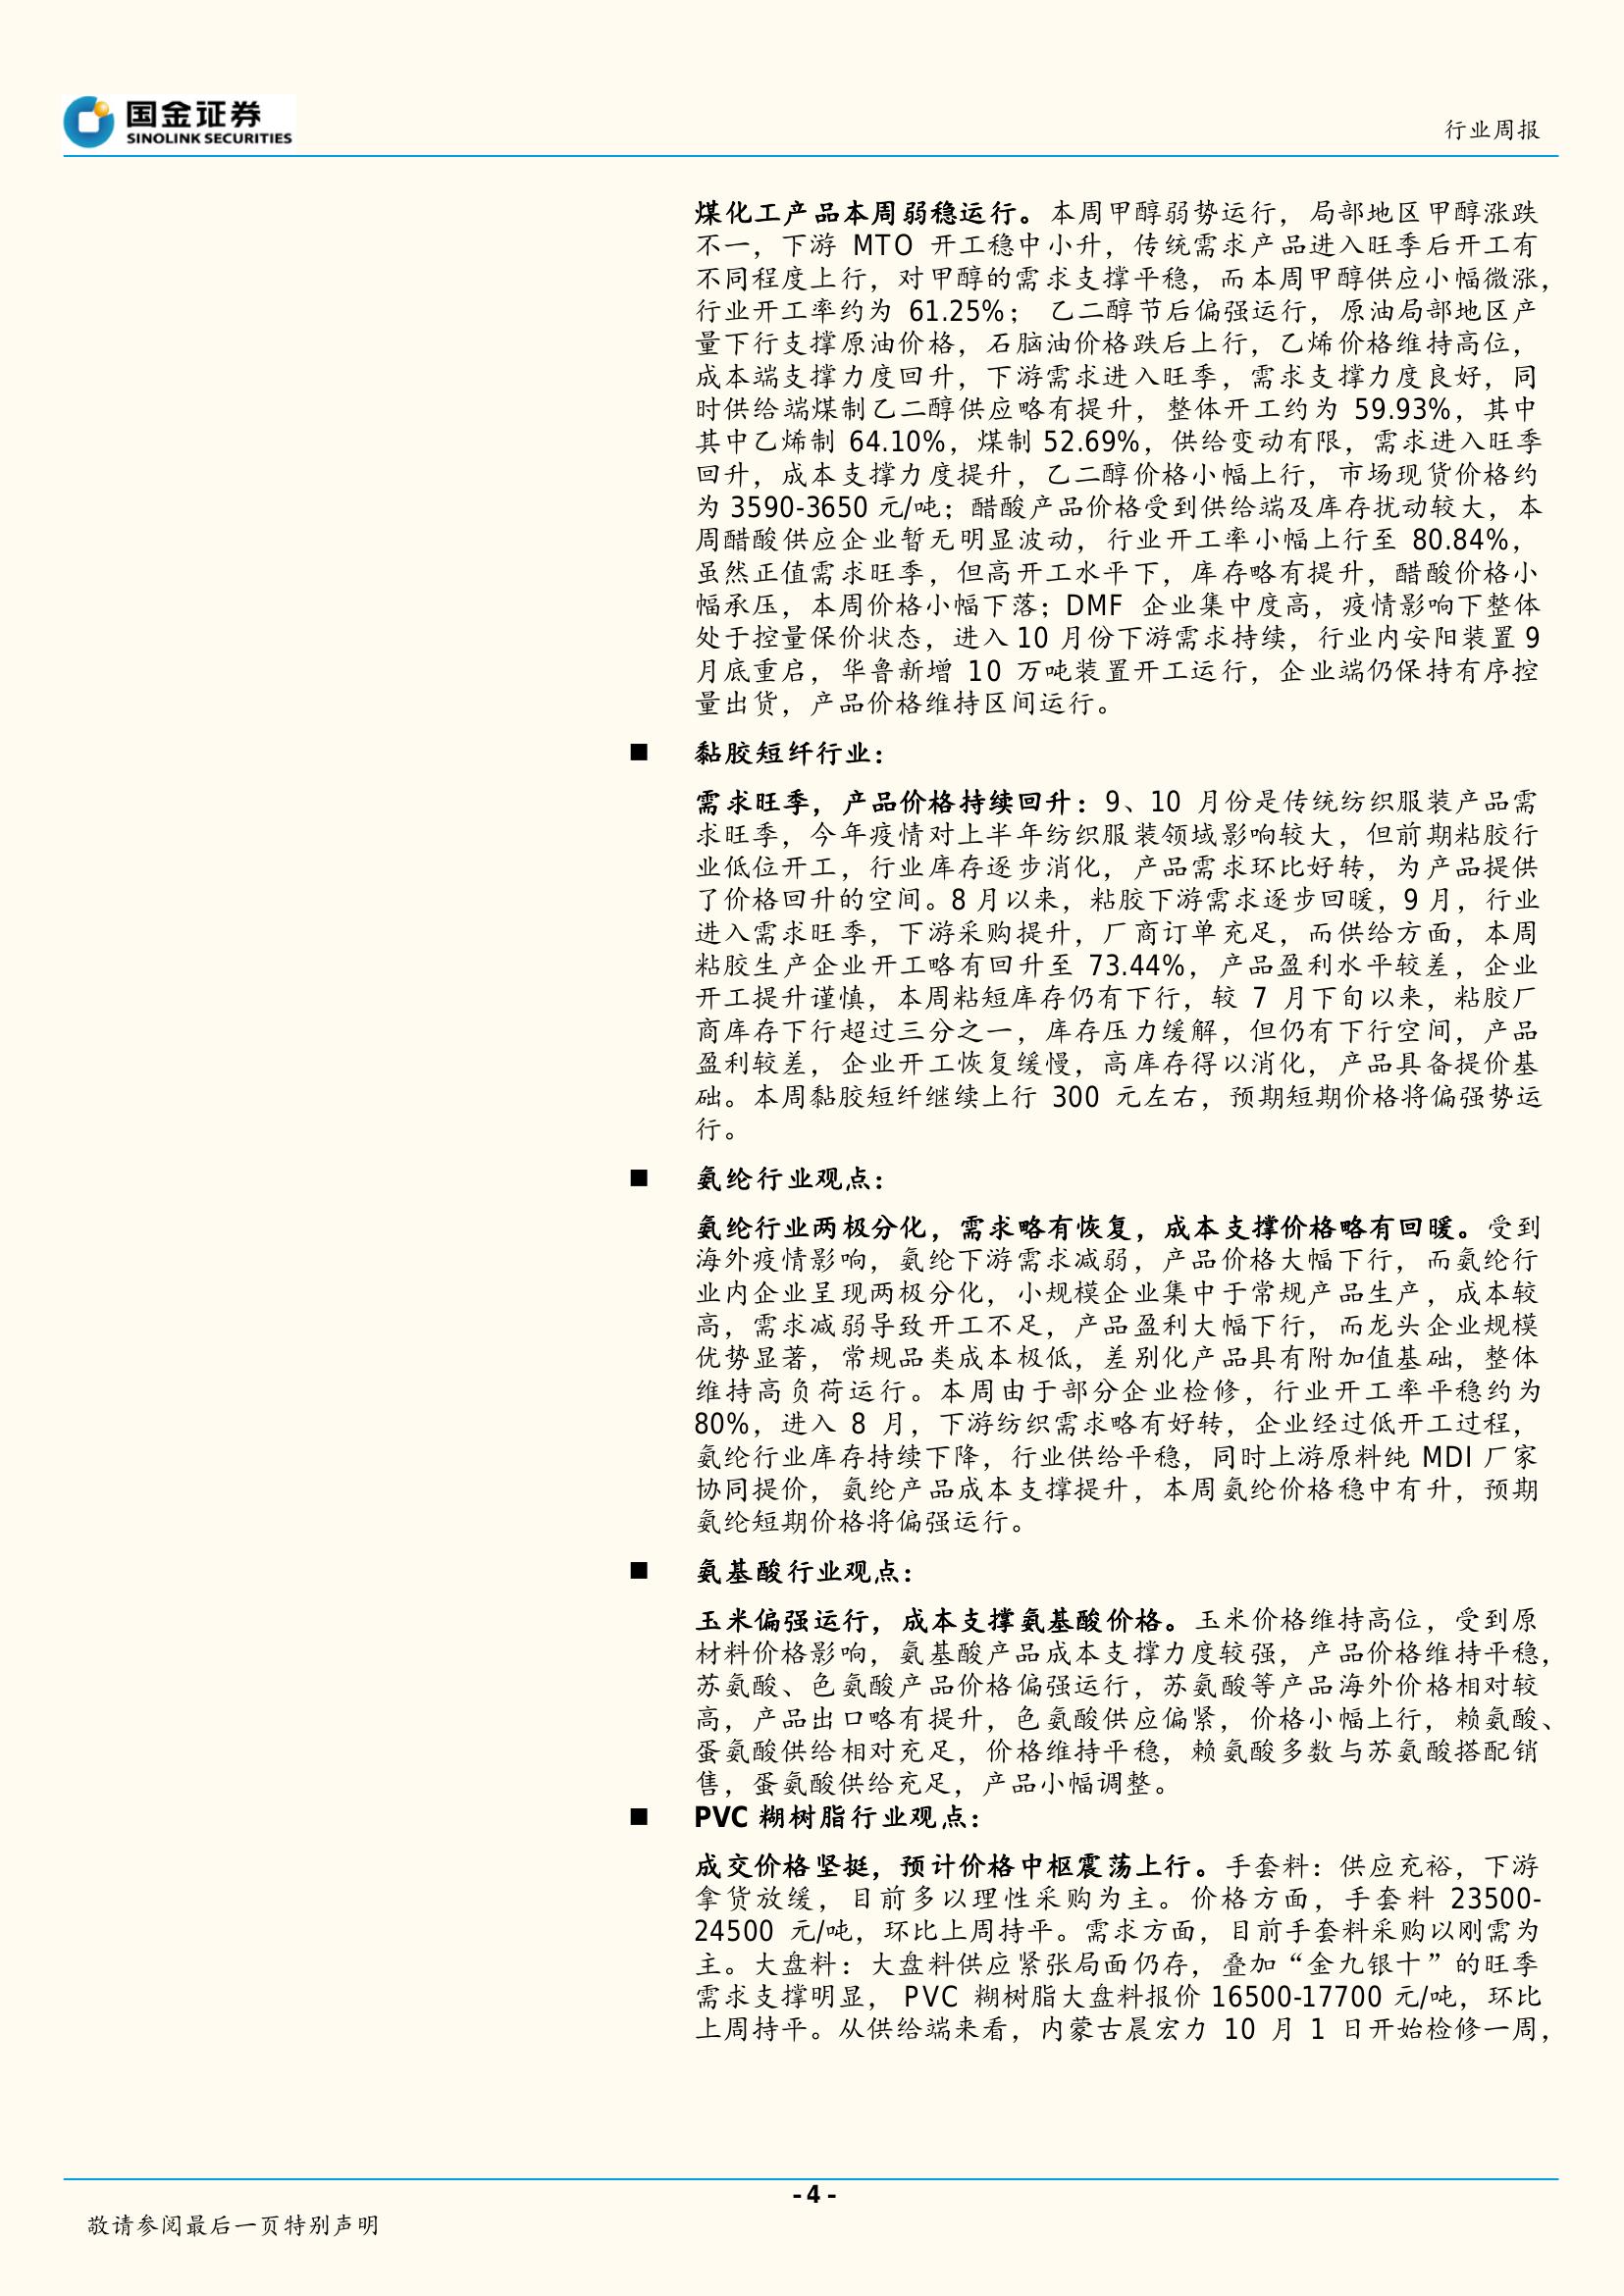 国金证券
SINOLINK SECURITIES
行业周报
煤化工产品本周弱稳运行。本周甲醇弱势运行，局部地区甲醇涨跌
不一，下游 MTO 开工稳中小升，传统需求产品进入旺季后开工有
不同程度上行，对甲醇的需求支撑平稳，而本周甲醇供应小幅微涨，
行业开工率约为 61.25%； 乙二醇节后偏强运行，原油局部地区产
量下行支撑原油价格，石脑油价格跌后上行，乙烯价格维持高位，
成本端支撑力度回升，下游需求进入旺季，需求支撑力度良好，同
时供给端煤制乙二醇供应略有提升，整体开工约为 59.93%，其中
其中乙烯制 64.10%，煤制 52.69%，供给变动有限，需求进入旺季
回升，成本支撑力度提升，乙二醇价格小幅上行，市场现货价格约
为 3590-3650 元/吨；醋酸产品价格受到供给端及库存扰动较大，本
周醋酸供应企业暂无明显波动，行业开工率小幅上行至 80.84%，
虽然正值需求旺季，但高开工水平下，库存略有提升，醋酸价格小
幅承压，本周价格小幅下落；DMF 企业集中度高，疫情影响下整体
处于控量保价状态，进入 10 月份下游需求持续，行业内安阳装置 9
月底重启，华鲁新增 10 万吨装置开工运行，企业端仍保持有序控
量出货，产品价格维持区间运行。
■ 黏胶短纤行业：
需求旺季，产品价格持续回升：9、10 月份是传统纺织服装产品需
求旺季，今年疫情对上半年纺织服装领域影响较大，但前期粘胶行
业低位开工，行业库存逐步消化，产品需求环比好转，为产品提供
了价格回升的空间。8 月以来，粘胶下游需求逐步回暖，9 月，行业
进入需求旺季，下游采购提升，厂商订单充足，而供给方面，本周
粘胶生产企业开工略有回升至 73.44%，产品盈利水平较差，企业
开工提升谨慎，本周粘短库存仍有下行，较 7 月下旬以来，粘胶厂
商库存下行超过三分之一，库存压力缓解，但仍有下行空间，产品
盈利较差，企业开工恢复缓慢，高库存得以消化，产品具备提价基
础。本周黏胶短纤继续上行 300 元左右，预期短期价格将偏强势运
行。
■ 氨纶行业观点：
氨纶行业两极分化，需求略有恢复，成本支撑价格略有回暖。受到
海外疫情影响，氨纶下游需求减弱，产品价格大幅下行，而氨纶行
业内企业呈现两极分化，小规模企业集中于常规产品生产，成本较
高，需求减弱导致开工不足，产品盈利大幅下行，而龙头企业规模
优势显著，常规品类成本极低，差别化产品具有附加值基础，整体
维持高负荷运行。本周由于部分企业检修，行业开工率平稳约为
80%，进入 8 月，下游纺织需求略有好转，企业经过低开工过程，
氨纶行业库存持续下降，行业供给平稳，同时上游原料纯 MDI 厂家
协同提价，氨纶产品成本支撑提升，本周氨纶价格稳中有升，预期
氨纶短期价格将偏强运行。
■ 氨基酸行业观点：
玉米偏强运行，成本支撑氨基酸价格。玉米价格维持高位，受到原
材料价格影响，氨基酸产品成本支撑力度较强，产品价格维持平稳，
苏氨酸、色氨酸产品价格偏强运行，苏氨酸等产品海外价格相对较
高，产品出口略有提升，色氨酸供应偏紧，价格小幅上行，赖氨酸、
蛋氨酸供给相对充足，价格维持平稳，赖氨酸多数与苏氨酸搭配销
售，蛋氨酸供给充足，产品小幅调整。
■ PVC 糊树脂行业观点：
成交价格坚挺，预计价格中枢震荡上行。手套料：供应充裕，下游
拿货放缓，目前多以理性采购为主。价格方面，手套料 23500-
24500 元/吨，环比上周持平。需求方面，目前手套料采购以刚需为
主。大盘料：大盘料供应紧张局面仍存，叠加“金九银十”的旺季
需求支撑明显， PVC 糊树脂大盘料报价 16500-17700 元/吨，环比
上周持平。从供给端来看，内蒙古晨宏力 10 月 1 日开始检修一周，
- 4 -
敬请参阅最后一页特别声明